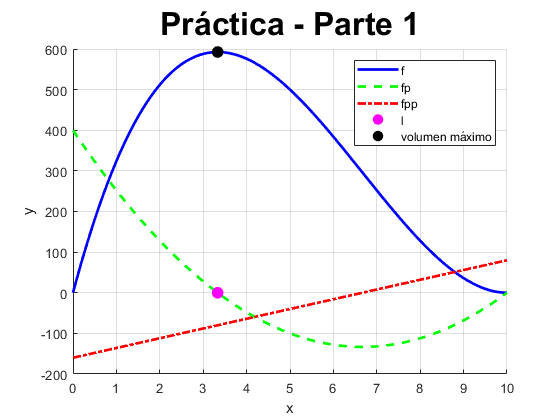 Práctica - Parte 1
600
500
400
300
200
100
0
-100
-200
y
0 1 2 3 4 5 6 7 8 9 10
x
f
fp
fpp
l
volumen máximo